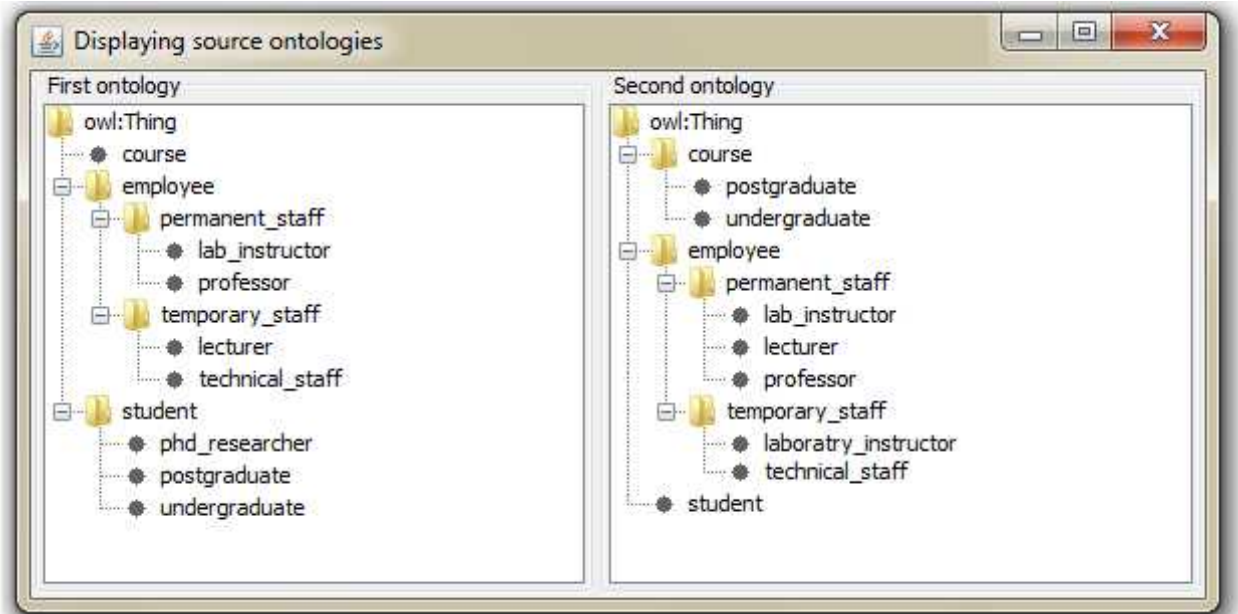 Displaying source ontologies
First ontology
owl:Thing
course
employee
permanent_staff
lab_instructor
professor
temporary_staff
lecturer
technical_staff
student
phd_researcher
postgraduate
undergraduate
Second ontology
owl:Thing
course
postgraduate
undergraduate
employee
permanent_staff
lab_instructor
lecturer
professor
temporary_staff
laboratry_instructor
technical_staff
student